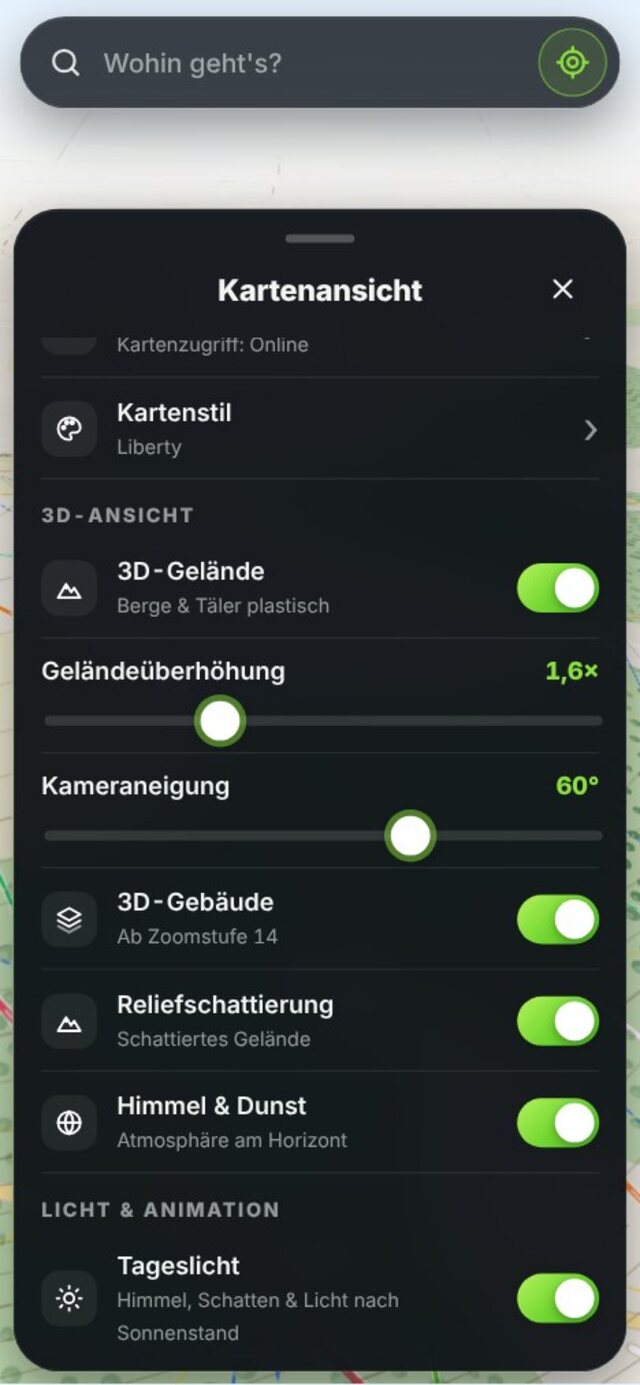 Wohin geht's?
Kartenansicht
Kartenzugriff: Online
Kartenstil
Liberty
3D-ANSICHT
3D-Gelände
Berge & Täler plastisch
Geländeüberhöhung 1,6×
Kameraneigung 60°
3D-Gebäude
Ab Zoomstufe 14
Reliefschattierung
Schattiertes Gelände
Himmel & Dunst
Atmosphäre am Horizont
LICHT & ANIMATION
Tageslicht
Himmel, Schatten & Licht nach
Sonnenstand